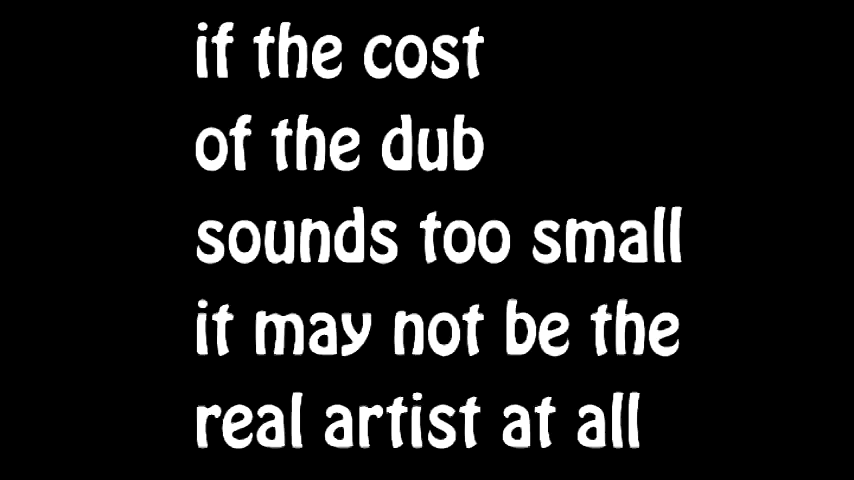 if the cost
of the dub
sounds too small
it may not be the
real artist at all